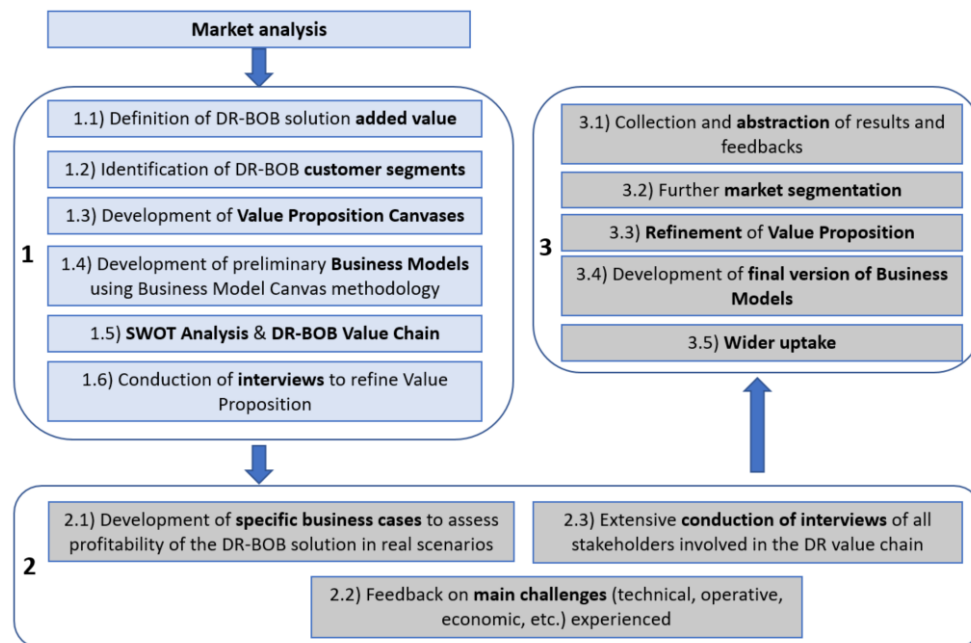 Market analysis
1
1.1) Definition of DR-BOB solution added value
1.2) Identification of DR-BOB customer segments
1.3) Development of Value Proposition Canvases
1.4) Development of preliminary Business Models
using Business Model Canvas methodology
1.5) SWOT Analysis & DR-BOB Value Chain
1.6) Conduction of interviews to refine Value
Proposition
2
2.1) Development of specific business cases to assess
profitability of the DR-BOB solution in real scenarios
2.3) Extensive conduction of interviews of all
stakeholders involved in the DR value chain
2.2) Feedback on main challenges (technical, operative,
economic, etc.) experienced
3
3.1) Collection and abstraction of results and
feedbacks
3.2) Further market segmentation
3.3) Refinement of Value Proposition
3.4) Development of final version of Business
Models
3.5) Wider uptake